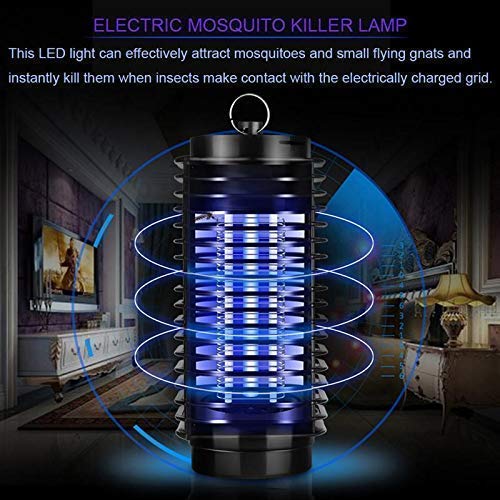 ELECTRIC MOSQUITO KILLER LAMP
This LED light can effectively attract mosquitoes and small flying gnats and
instantly kill them when insects make contact with the electrically charged grid.